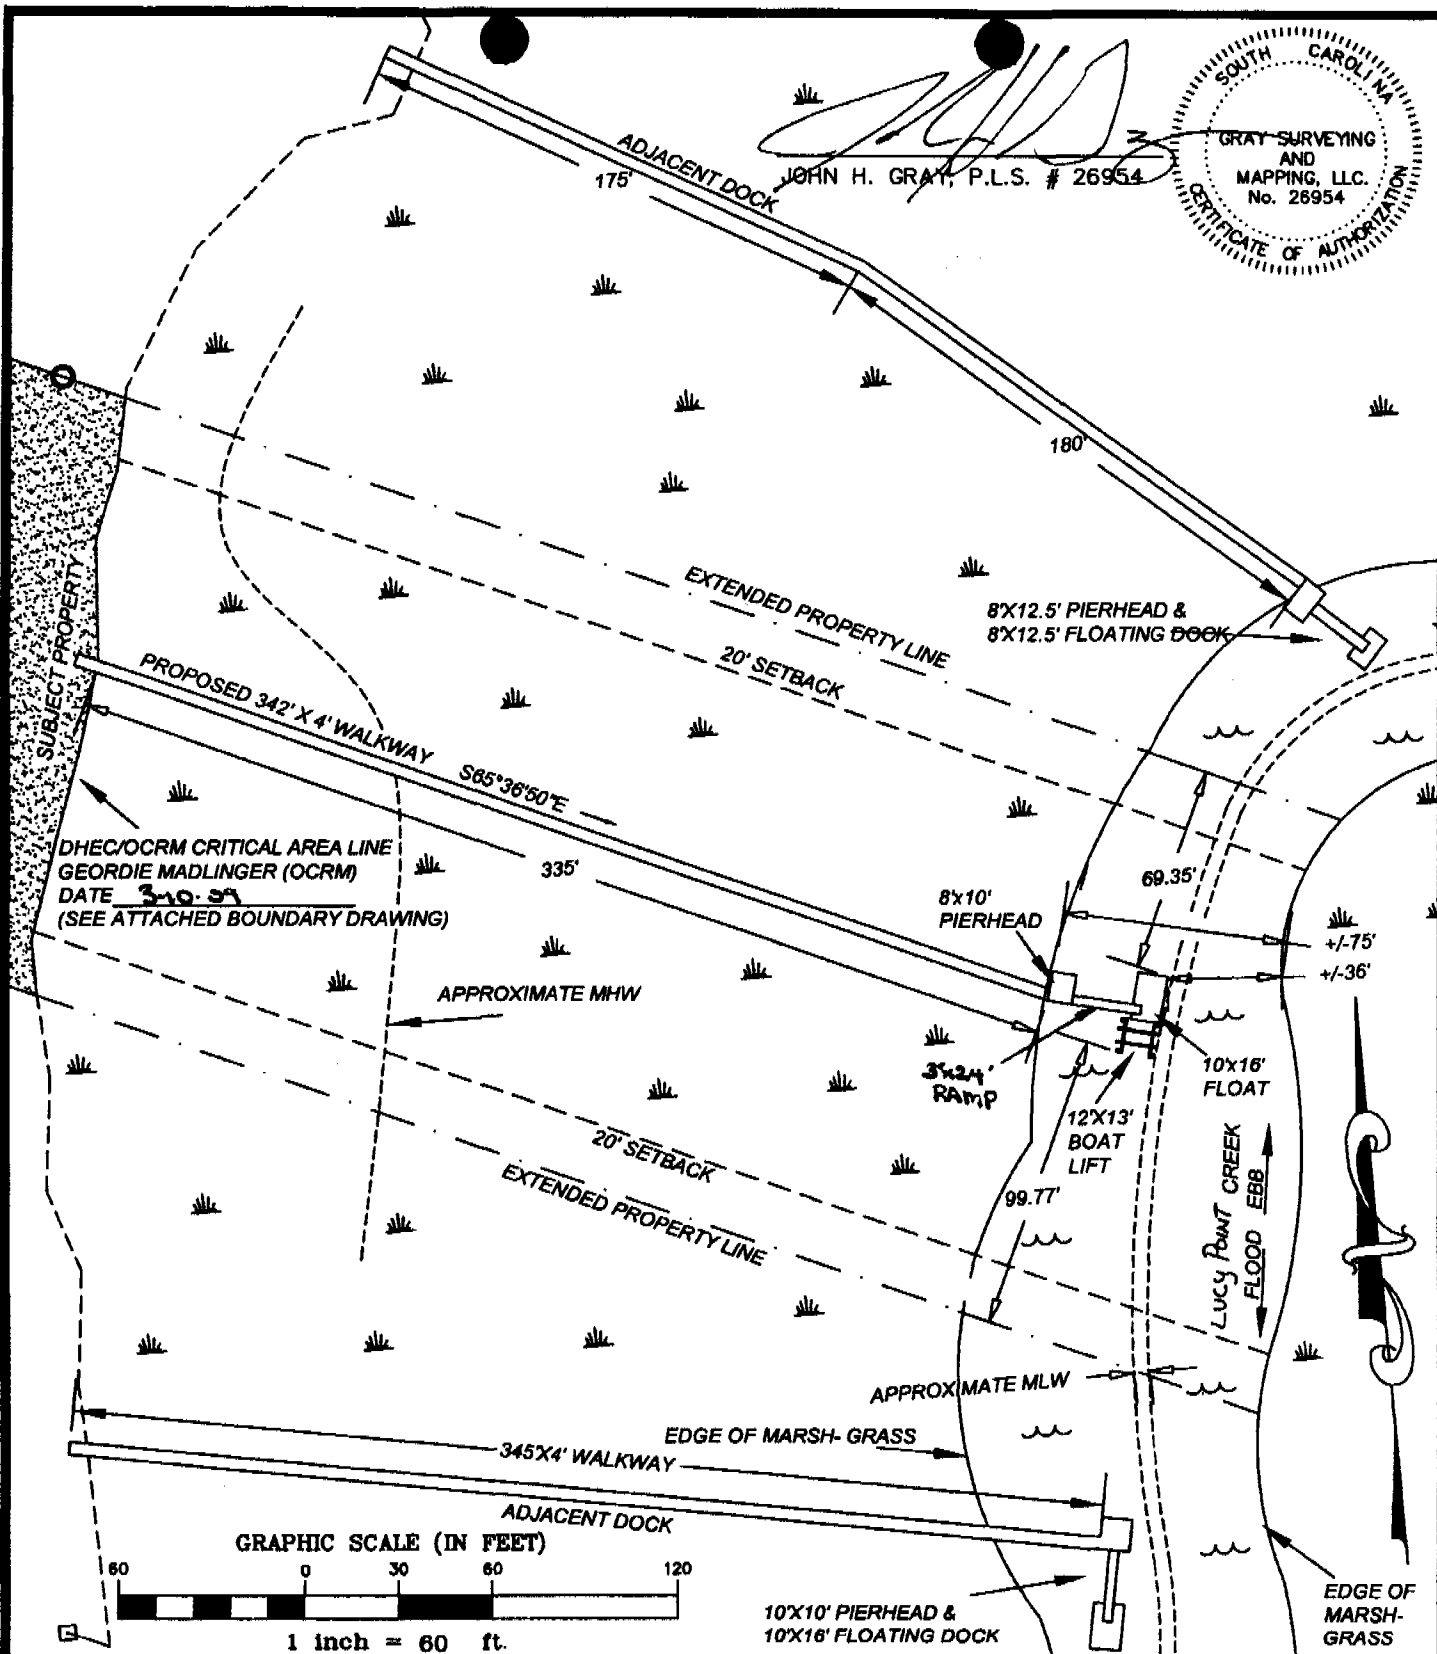 SOUTH CAROLINA
GRAY SURVEYING
AND
MAPPING, LLC.
No. 26954
CERTIFICATE OF AUTHORIZATION
JOHN H. GRAY, P.L.S. # 26954
ADJACENT DOCK
175'
180'
8'X12.5' PIERHEAD &
8'X12.5' FLOATING DOCK
EXTENDED PROPERTY LINE
20' SETBACK
SUBJECT PROPERTY
PROPOSED 342' X 4' WALKWAY
S65°36'50"E
335'
DHEC/OCRM CRITICAL AREA LINE
GEORDIE MADLINGER (OCRM)
DATE
(SEE ATTACHED BOUNDARY DRAWING)
69.35'
8'x10'
PIERHEAD
+/-75'
+/-36'
APPROXIMATE MHW
3'x24'
RAMP
10'x16'
FLOAT
12'X13'
BOAT
LIFT
99.77'
LUCY POINT CREEK
FLOOD EBB
20' SETBACK
EXTENDED PROPERTY LINE
APPROXIMATE MLW
EDGE OF MARSH- GRASS
345'X4' WALKWAY
ADJACENT DOCK
GRAPHIC SCALE (IN FEET)
60 0 30 60 120
1 inch = 60 ft.
10'X10' PIERHEAD &
10'X16' FLOATING DOCK
EDGE OF
MARSH-
GRASS